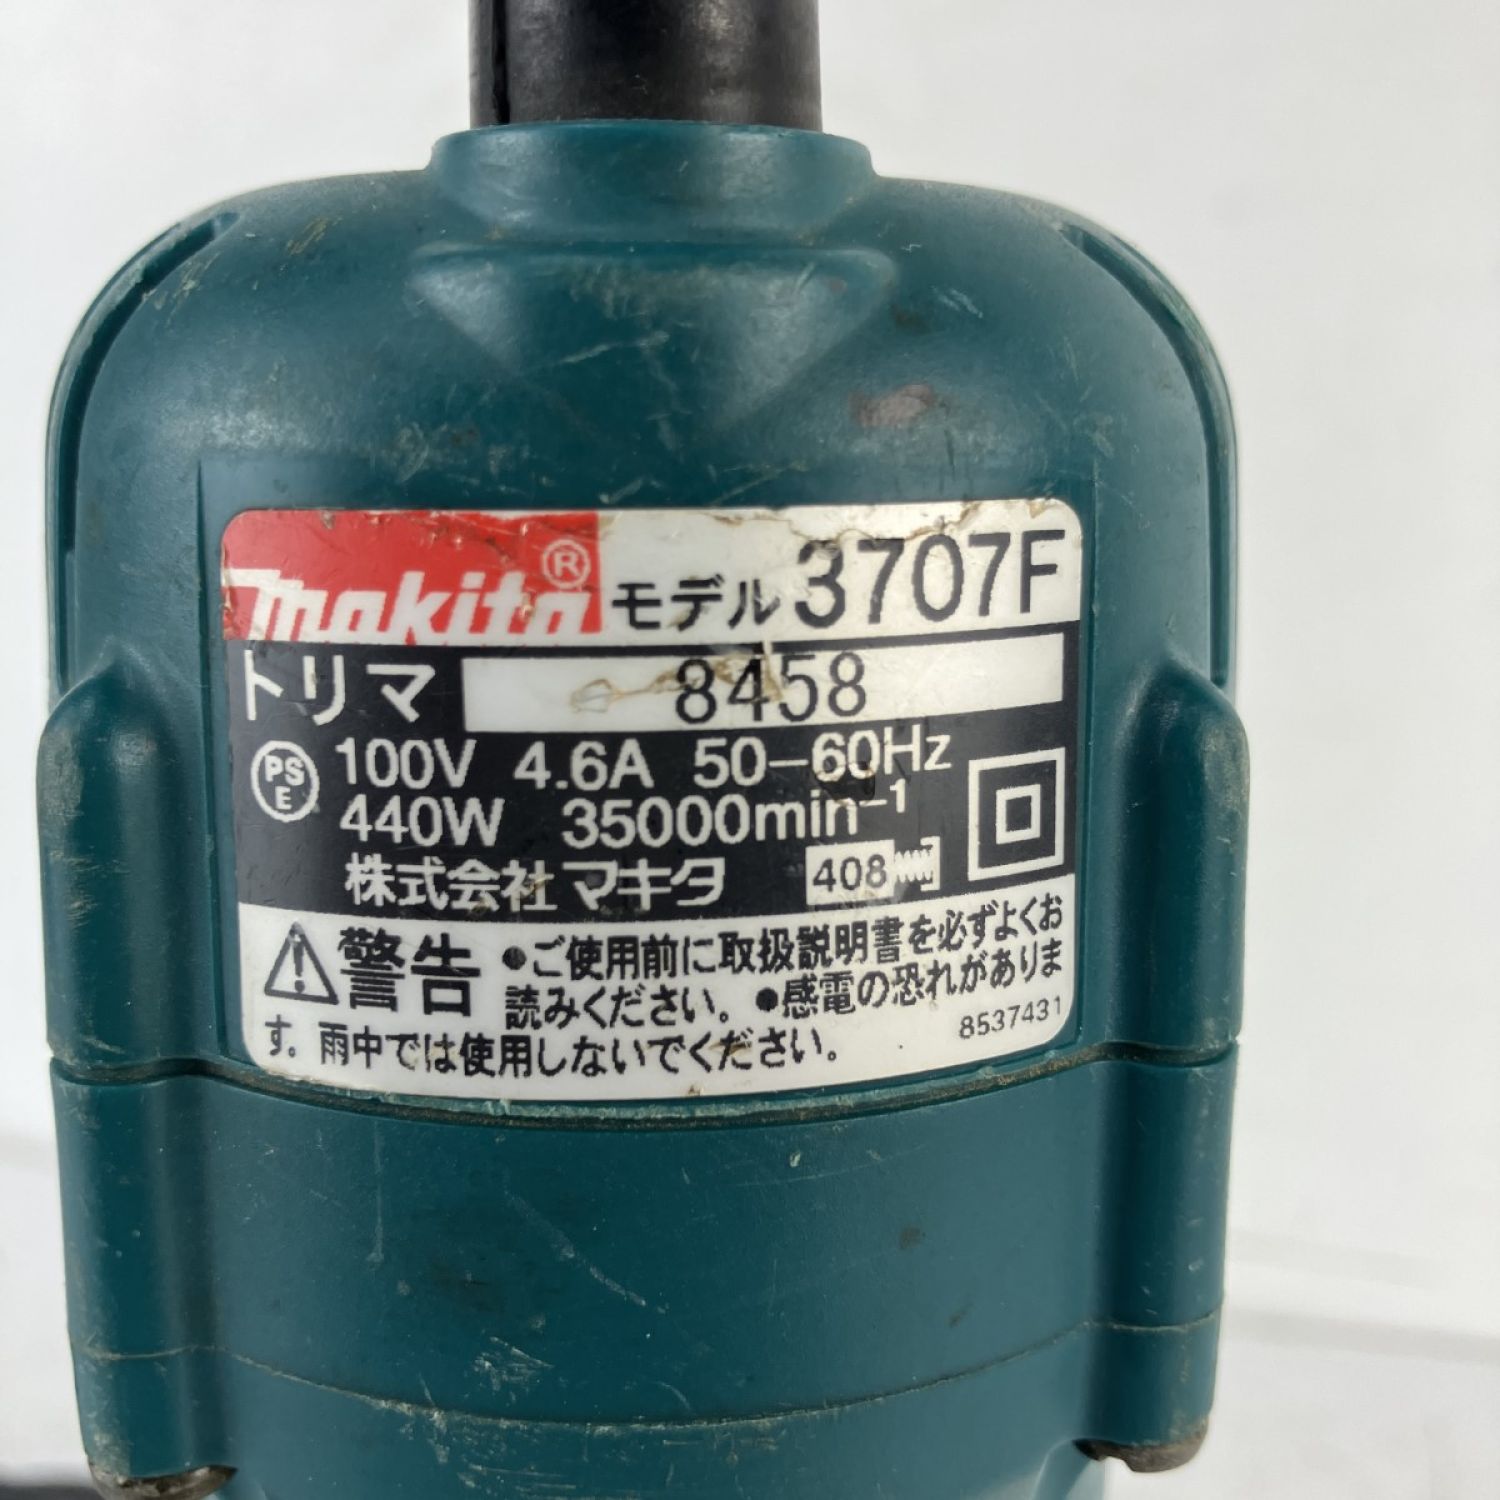 makita® モデル 3707F
トリマ 8458
PSE 100V 4.6A 50-60Hz
440W 35000min-1
株式会社マキタ 408
警告 ●ご使用前に取扱説明書を必ずよくお
読みください。●感電の恐れがありま
す。雨中では使用しないでください。 8537431